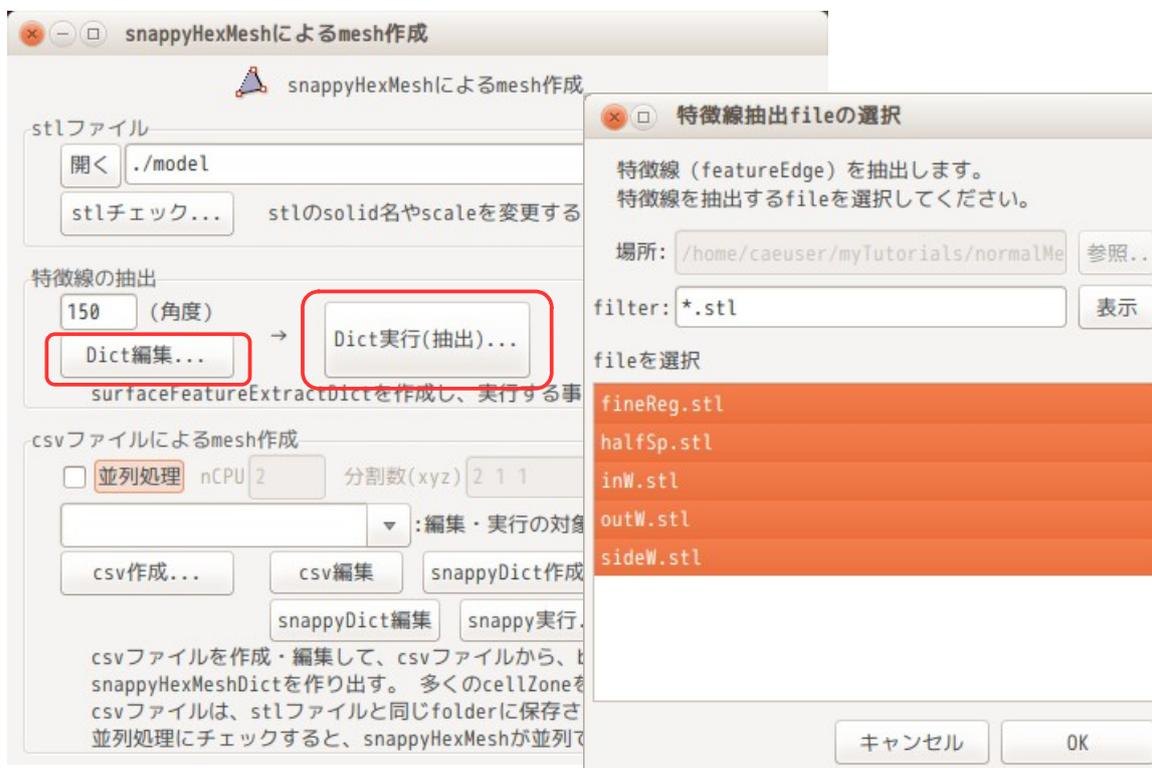 snappyHexMeshによるmesh作成
snappyHexMeshによるmesh作成
stlファイル
開く ./model
stlチェック... stlのsolid名やscaleを変更する
特徴線の抽出
150 (角度)
→
Dict編集...
Dict実行(抽出)...
surfaceFeatureExtractDictを作成し、実行する事
csvファイルによるmesh作成
並列処理 nCPU 2 分割数(xyz) 2 1 1
:編集・実行の対象
csv作成... csv編集 snappyDict作成
snappyDict編集 snappy実行.
csvファイルを作成・編集して、csvファイルから、
snappyHexMeshDictを作り出す。 多くのcellZoneを
csvファイルは、stlファイルと同じfolderに保存さ
並列処理にチェックすると、snappyHexMeshが並列で
特徴線抽出fileの選択
特徴線（featureEdge）を抽出します。
特徴線を抽出するfileを選択してください。
場所: /home/caeuser/myTutorials/normalMe 参照..
filter: *.stl 表示
fileを選択
fineReg.stl
halfSp.stl
inW.stl
outW.stl
sideW.stl
キャンセル OK